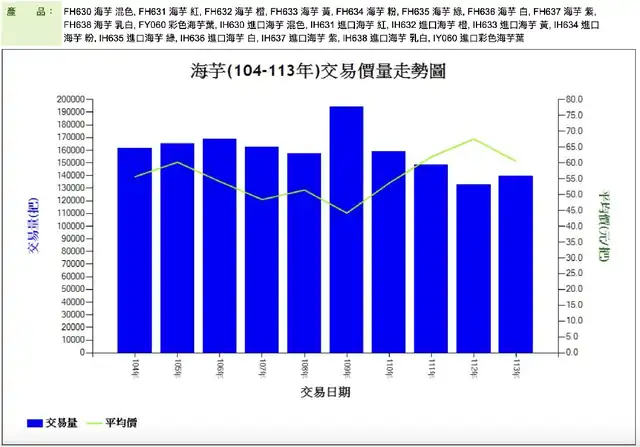 產 品： FH630 海芋 混色, FH631 海芋 紅, FH632 海芋 橙, FH633 海芋 黃, FH634 海芋 粉, FH635 海芋 綠, FH636 海芋 白, FH637 海芋 紫,
FH638 海芋 乳白, FY060 彩色海芋葉, IH630 進口海芋 混色, IH631 進口海芋 紅, IH632 進口海芋 橙, IH633 進口海芋 黃, IH634 進口
海芋 粉, IH635 進口海芋 綠, IH636 進口海芋 白, IH637 進口海芋 紫, IH638 進口海芋 乳白, IY060 進口彩色海芋葉
海芋(104-113年)交易價量走勢圖
交易量(把)
200000
180000
170000
160000
150000
140000
130000
120000
110000
100000
90000
80000
70000
60000
50000
40000
30000
20000
10000
0
80.0
75.0
70.0
65.0
60.0
55.0
50.0
45.0
40.0
35.0
30.0
25.0
20.0
15.0
10.0
5.0
0.0
平均價(元/把)
104年
105年
106年
107年
108年
109年
110年
111年
112年
113年
交易日期
交易量 平均價